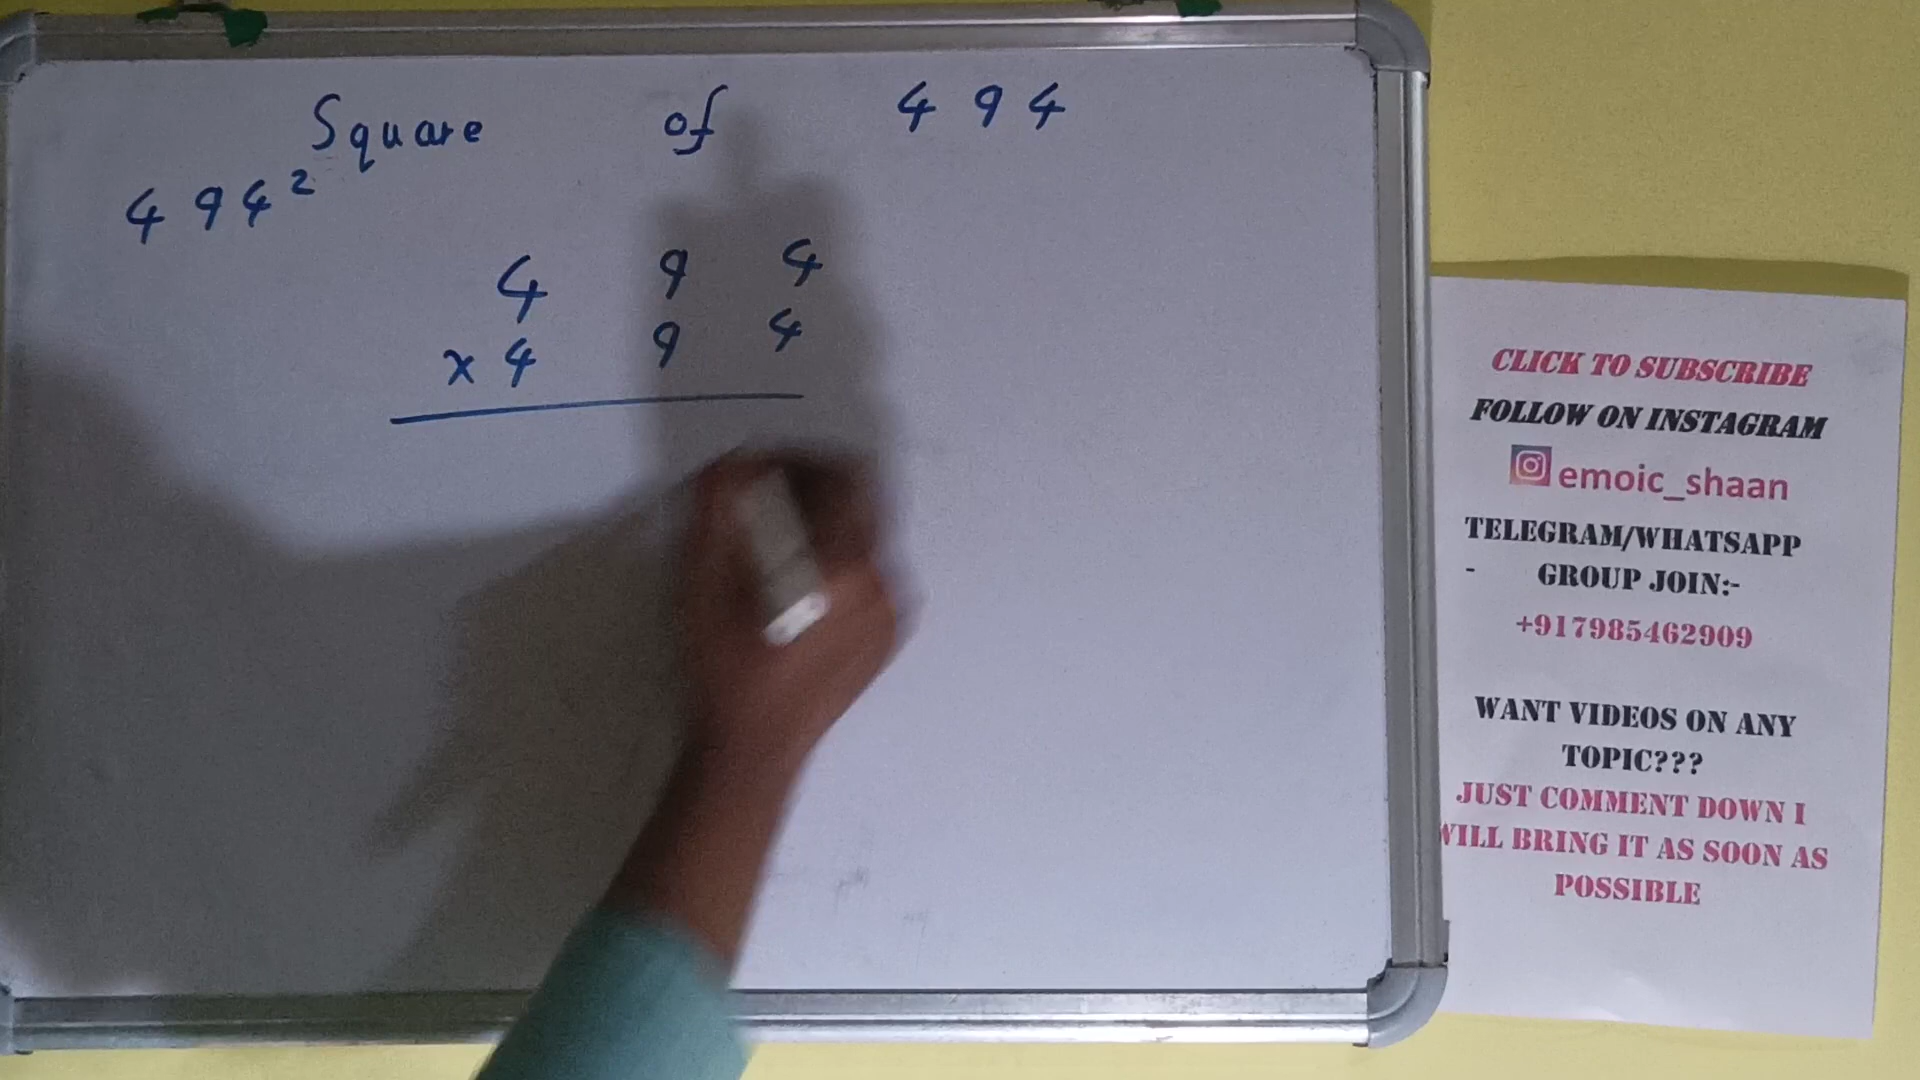 Square of 494
494²
4 9 4
x 4 9 4
CLICK TO SUBSCRIBE
FOLLOW ON INSTAGRAM
emoic_shaan
TELEGRAM/WHATSAPP
- GROUP JOIN:-
+917985462909
WANT VIDEOS ON ANY
TOPIC???
JUST COMMENT DOWN I
WILL BRING IT AS SOON AS
POSSIBLE